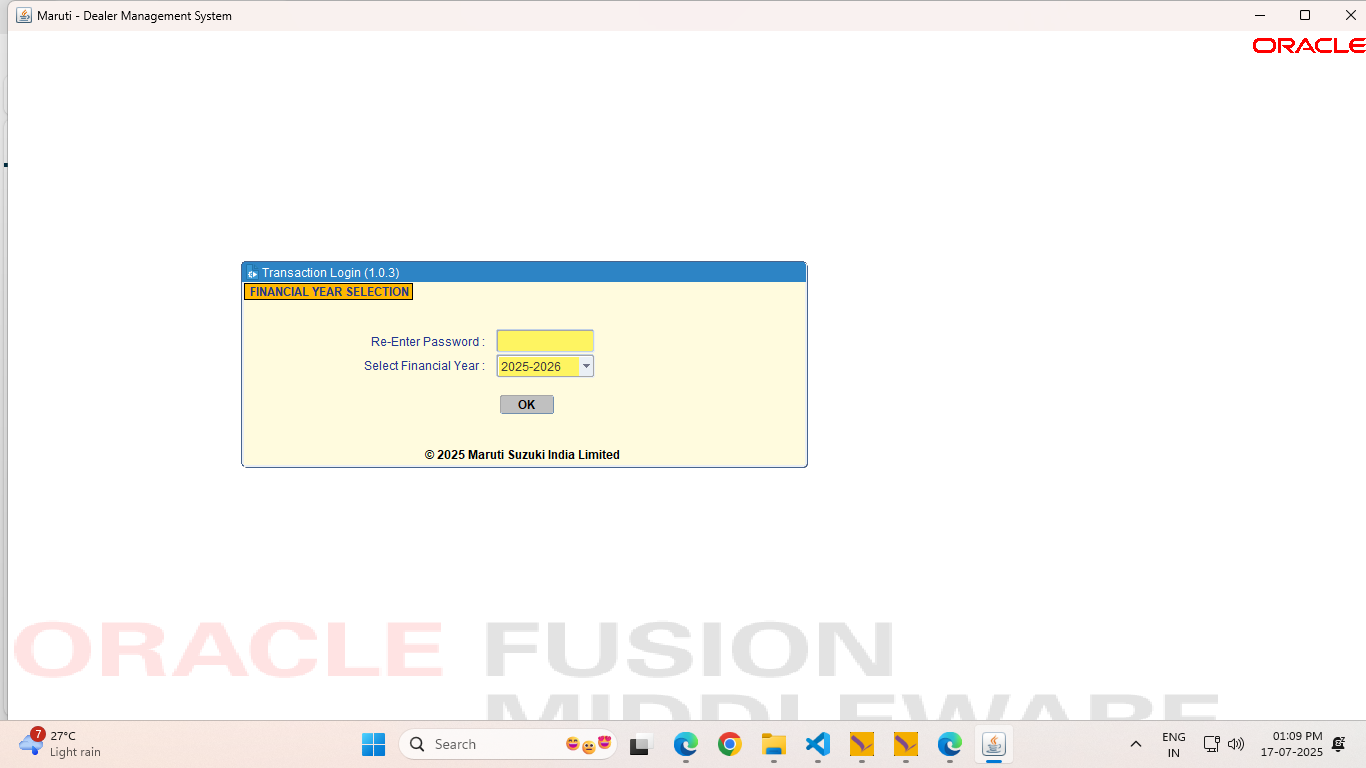 Maruti - Dealer Management System
ORACLE
Transaction Login (1.0.3)
FINANCIAL YEAR SELECTION
Re-Enter Password :
Select Financial Year : 2025-2026
OK
© 2025 Maruti Suzuki India Limited
ORACLE FUSION
MIDDLEWARE
7
27°C
Light rain
Search
ENG
IN
01:09 PM
17-07-2025